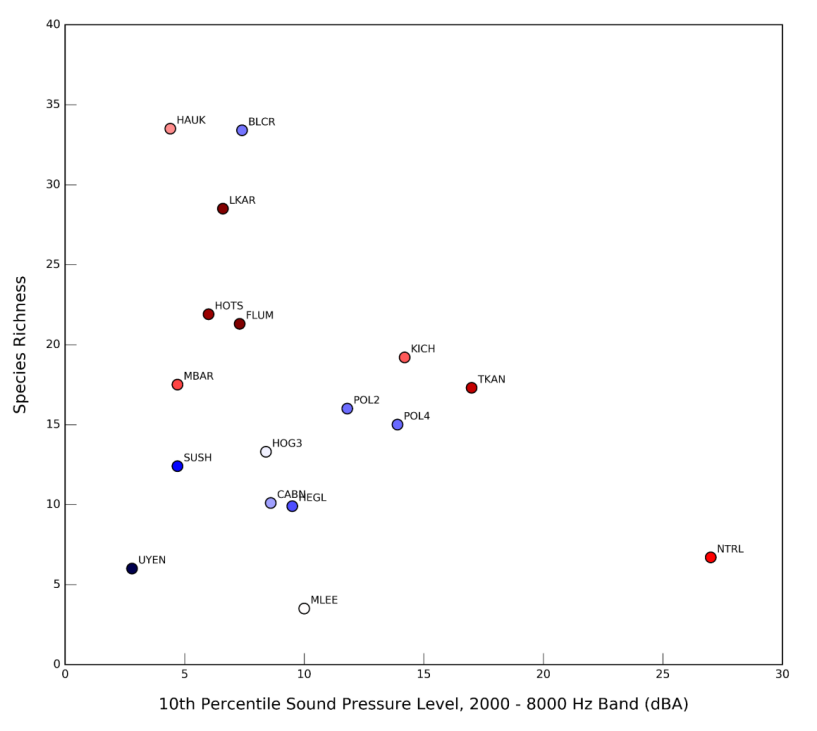 40
35
30
25
20
15
10
5
0
HAUK
BLCR
LKAR
HOTS
FLUM
KICH
MBAR
TKAN
POL2
POL4
HOG3
SUSH
CABN
HEGL
UYEN
NTRL
MLEE
0 5 10 15 20 25 30
Species Richness
10th Percentile Sound Pressure Level, 2000 - 8000 Hz Band (dBA)